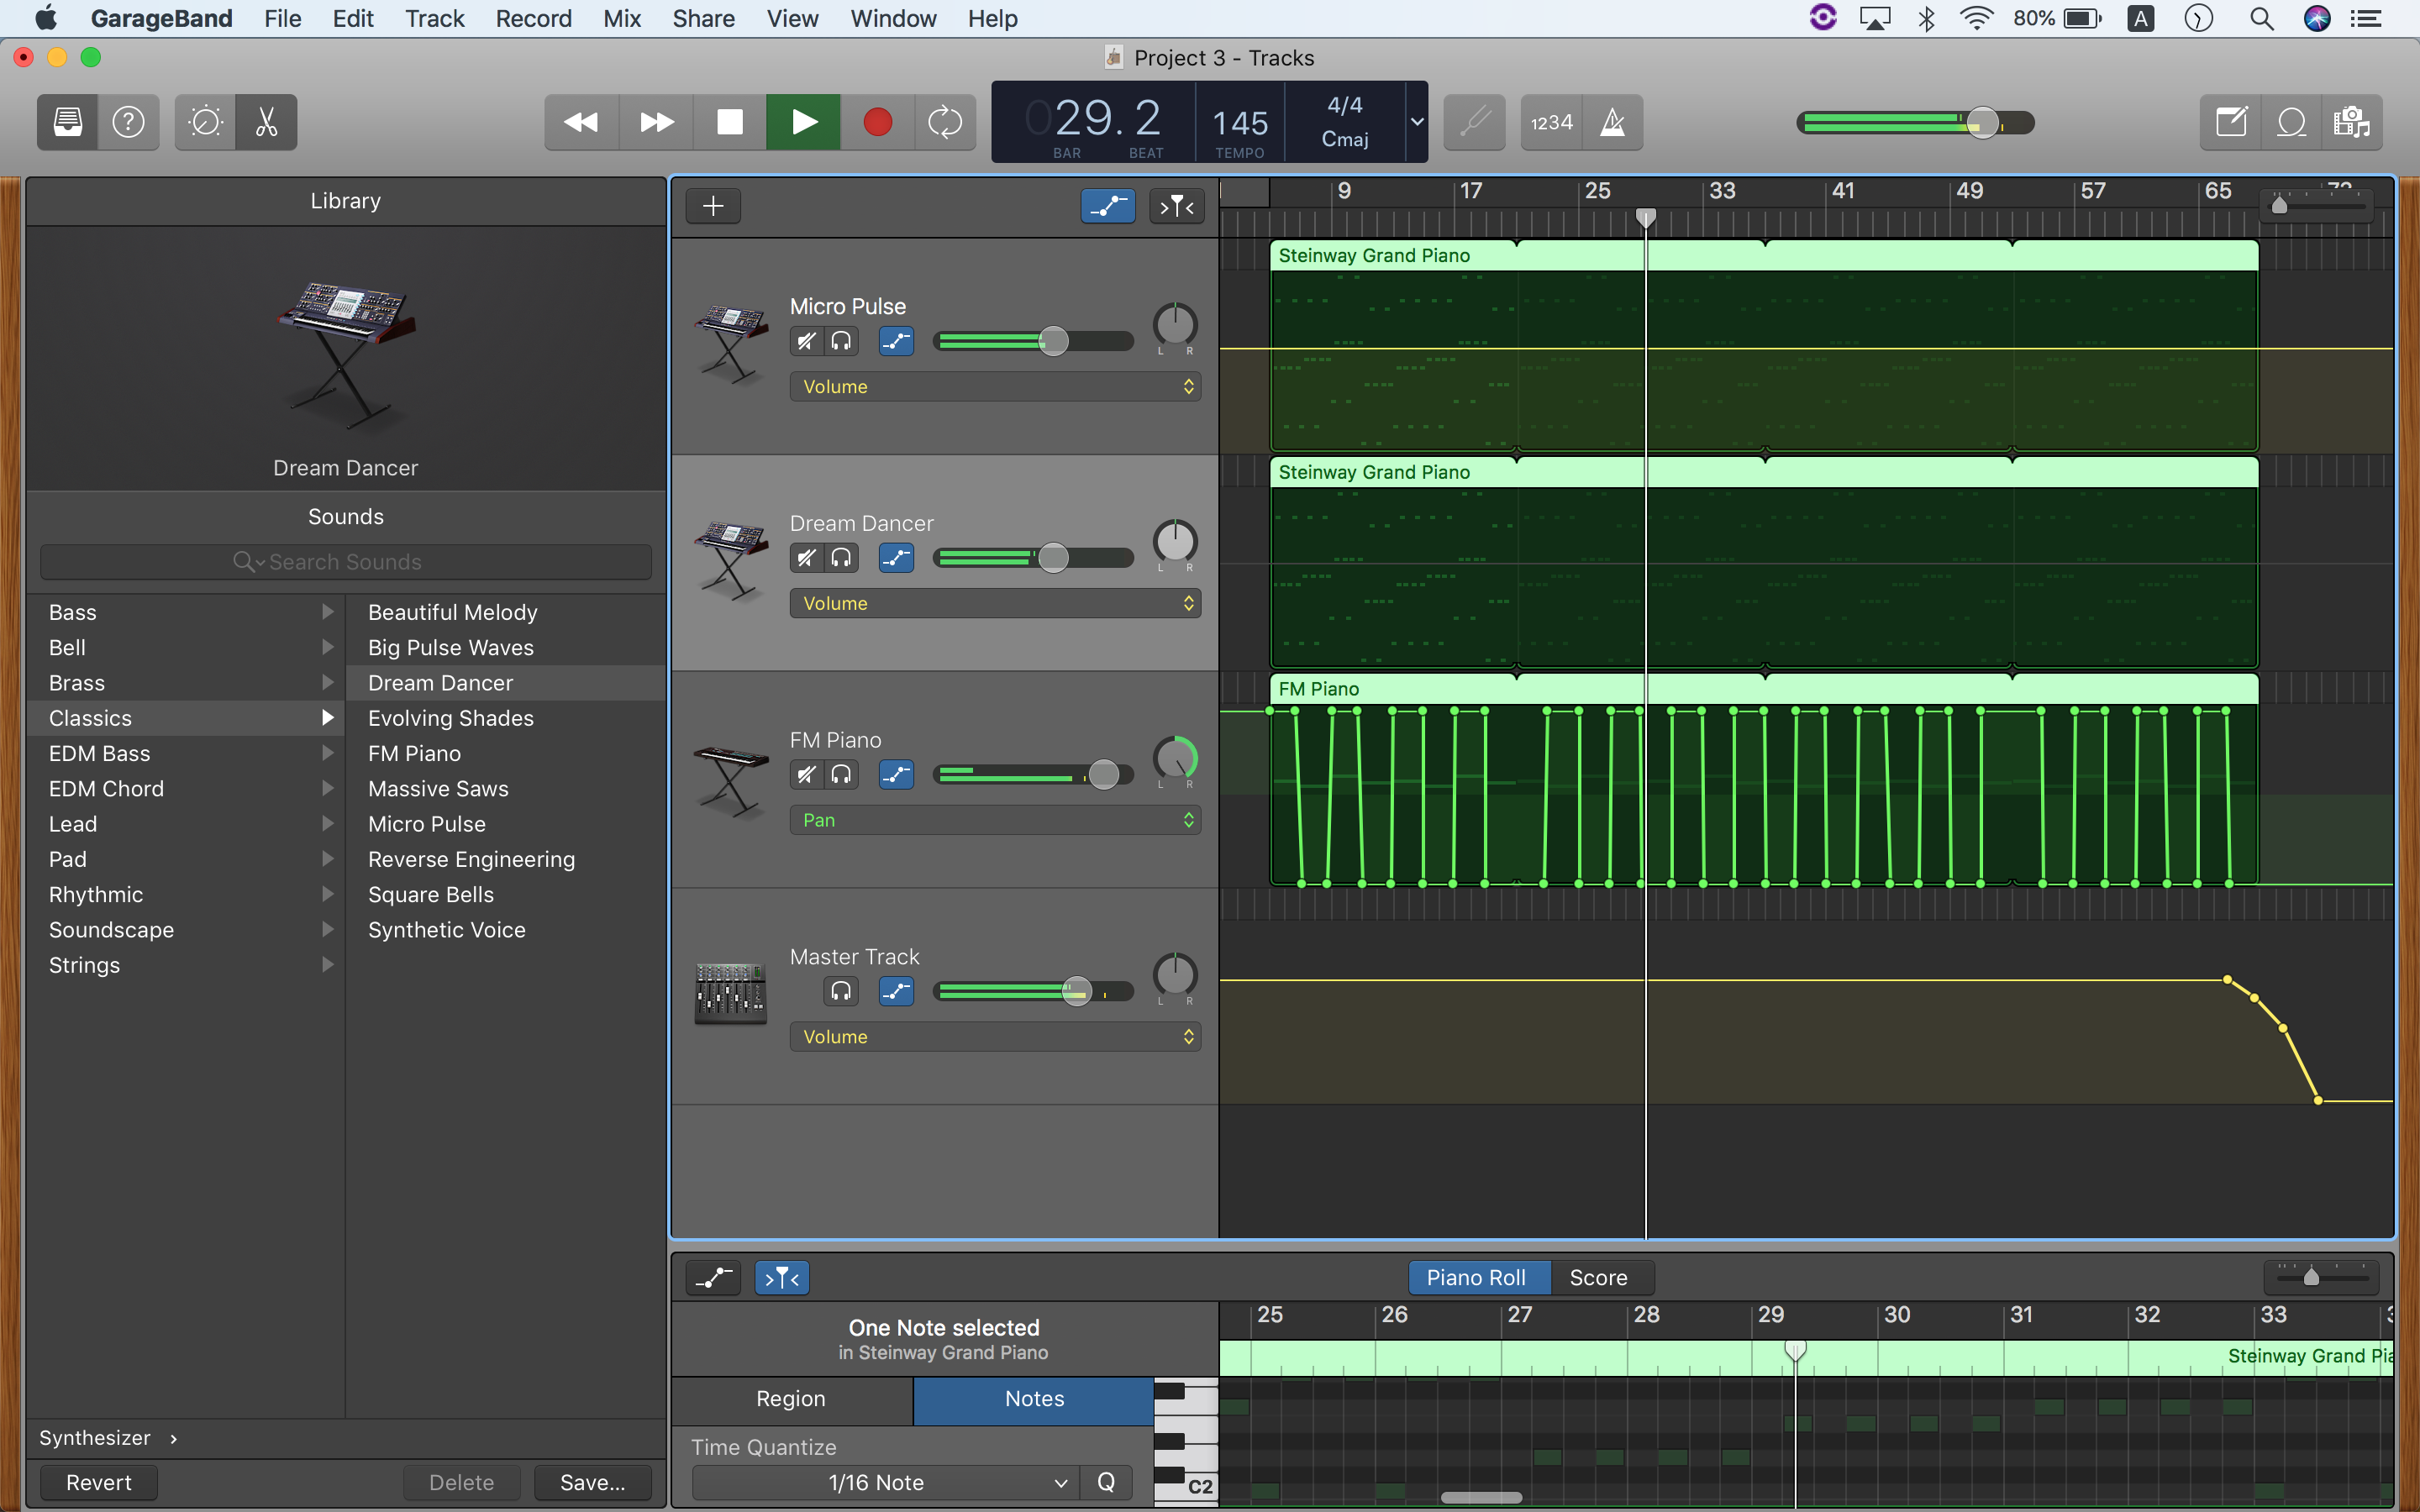 GarageBand File Edit Track Record Mix Share View Window Help
80% A
Project 3 - Tracks
029. 2 145 4/4
Cmaj
BAR BEAT TEMPO
1234
Library
Dream Dancer
Sounds
Search Sounds
Bass
Bell
Brass
Classics
EDM Bass
EDM Chord
Lead
Pad
Rhythmic
Soundscape
Strings
Beautiful Melody
Big Pulse Waves
Dream Dancer
Evolving Shades
FM Piano
Massive Saws
Micro Pulse
Reverse Engineering
Square Bells
Synthetic Voice
Synthesizer
Revert Delete Save...
9 17 25 33 41 49 57 65
Micro Pulse
L R
Volume
Steinway Grand Piano
Dream Dancer
L R
Volume
Steinway Grand Piano
FM Piano
L R
Pan
FM Piano
Master Track
L R
Volume
Piano Roll Score
One Note selected
in Steinway Grand Piano
Region Notes
Time Quantize
1/16 Note Q
25 26 27 28 29 30 31 32 33
Steinway Grand Pia
C2